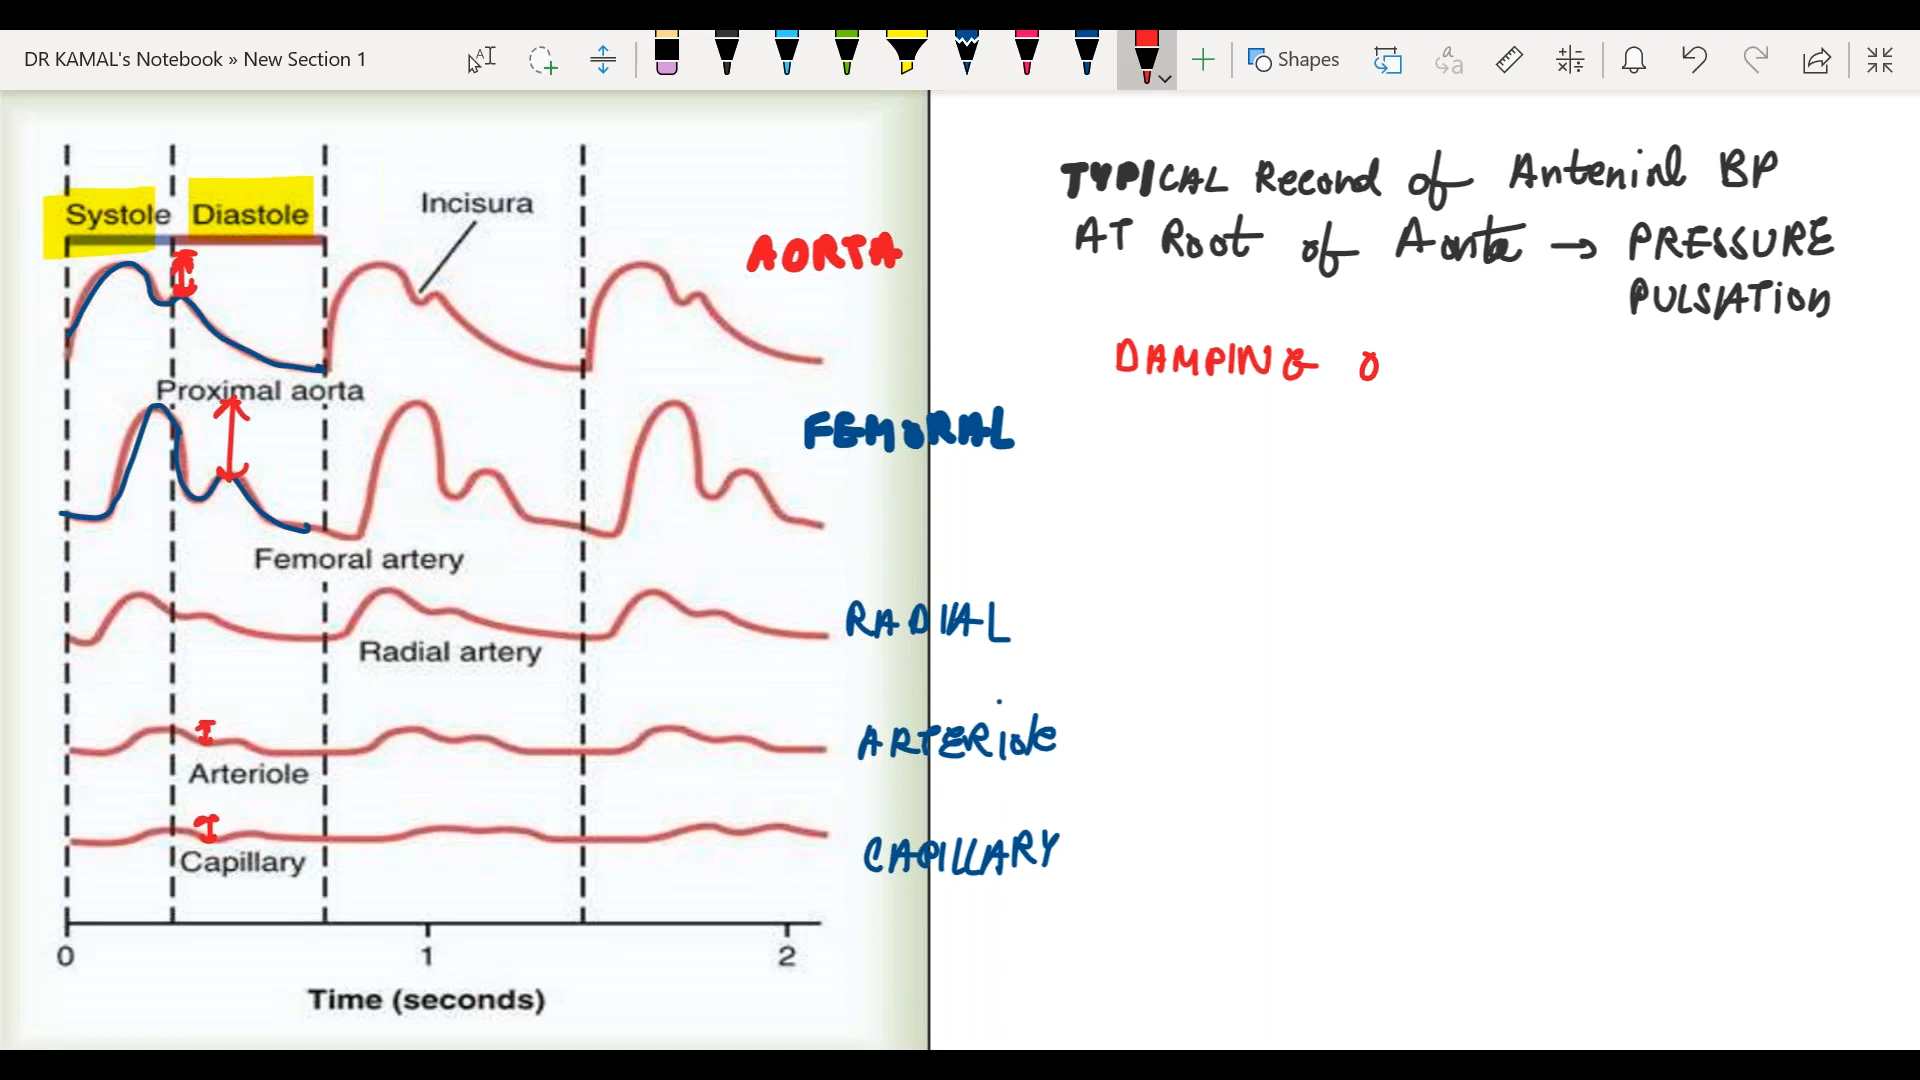 DR KAMAL's Notebook » New Section 1
Shapes
Systole Diastole
Incisura
AORTA
Proximal aorta
FEMORAL
Femoral artery
RADIAL
Radial artery
ARTERiole
Arteriole
CAPILLARY
Capillary
0 1 2
Time (seconds)
TYPICAL Record of Arterial BP
AT Root of Aorta → PRESSURE
PULSATION
DAMPING O